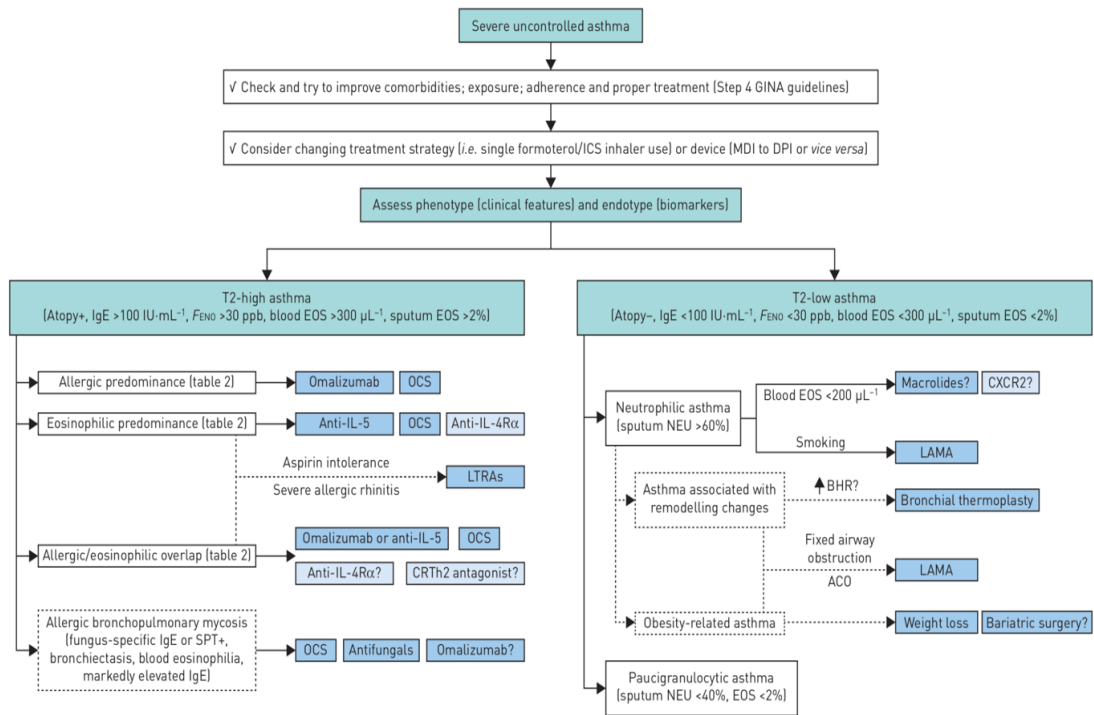 Severe uncontrolled asthma
√ Check and try to improve comorbidities; exposure; adherence and proper treatment (Step 4 GINA guidelines)
√ Consider changing treatment strategy (i.e. single formoterol/ICS inhaler use) or device (MDI to DPI or vice versa)
Assess phenotype (clinical features) and endotype (biomarkers)
T2-high asthma
(Atopy+, IgE >100 IU·mL⁻¹, FENO >30 ppb, blood EOS >300 µL⁻¹, sputum EOS >2%)
Allergic predominance (table 2)
Omalizumab
OCS
Eosinophilic predominance (table 2)
Anti-IL-5
OCS
Anti-IL-4Rα
Aspirin intolerance
Severe allergic rhinitis
LTRAs
Allergic/eosinophilic overlap (table 2)
Omalizumab or anti-IL-5
OCS
Anti-IL-4Rα?
CRTh2 antagonist?
Allergic bronchopulmonary mycosis
(fungus-specific IgE or SPT+,
bronchiectasis, blood eosinophilia,
markedly elevated IgE)
OCS
Antifungals
Omalizumab?
T2-low asthma
(Atopy–, IgE <100 IU·mL⁻¹, FENO <30 ppb, blood EOS <300 µL⁻¹, sputum EOS <2%)
Neutrophilic asthma
(sputum NEU >60%)
Blood EOS <200 µL⁻¹
Macrolides?
CXCR2?
Smoking
LAMA
Asthma associated with
remodelling changes
BHR?
Bronchial thermoplasty
Fixed airway
obstruction
ACO
LAMA
Obesity-related asthma
Weight loss
Bariatric surgery?
Paucigranulocytic asthma
(sputum NEU <40%, EOS <2%)